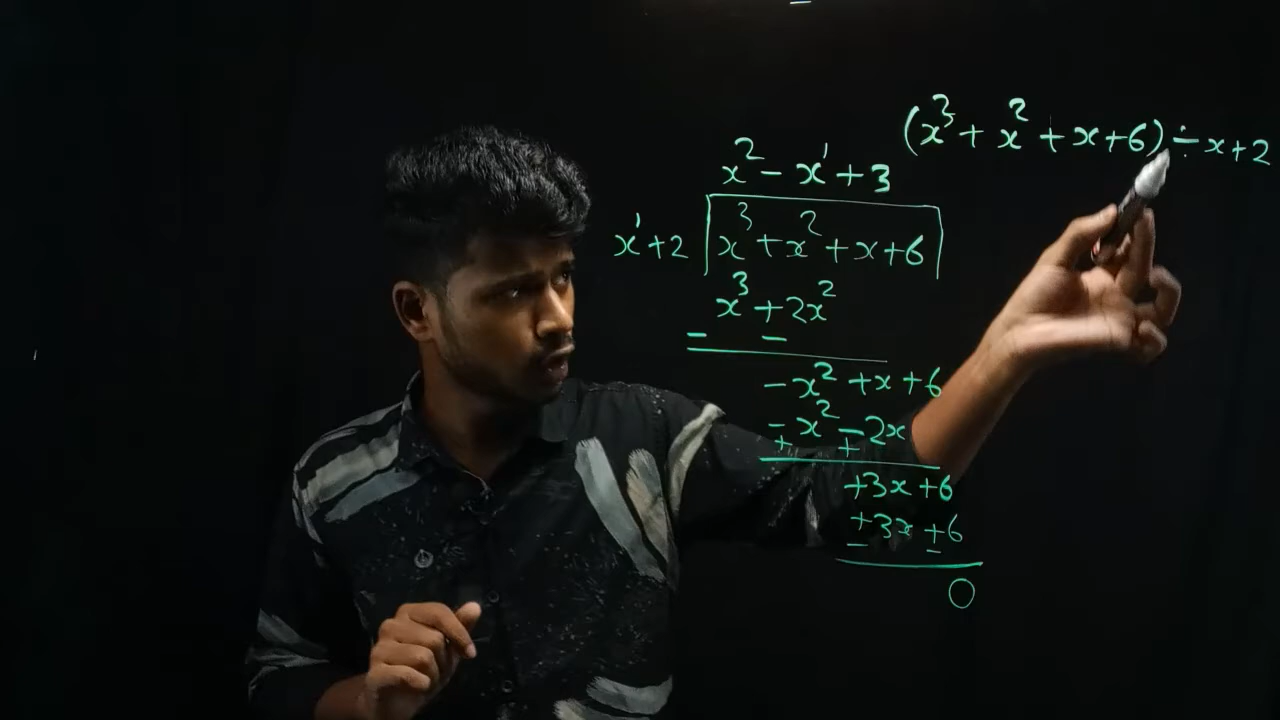 (x³ + x² + x + 6) ÷ x + 2
x² - x¹ + 3
x¹ + 2 x³ + x² + x + 6
x³ + 2x²
- -
- x² + x + 6
- x² - 2x
+ +
+3x + 6
+3x + 6
- -
0